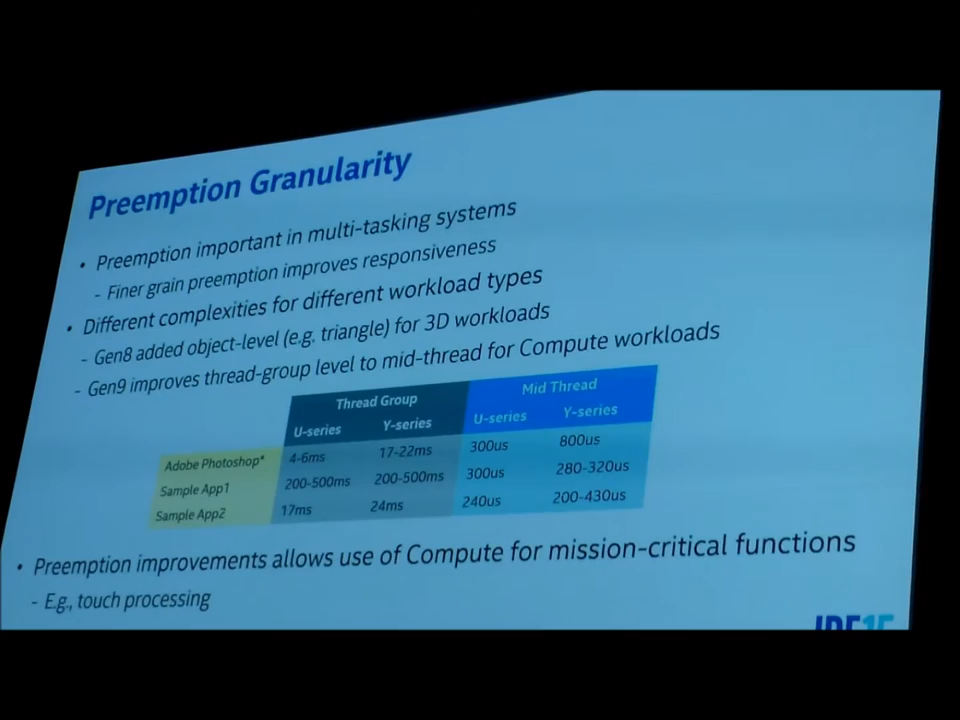 Preemption Granularity
• Preemption important in multi-tasking systems
- Finer grain preemption improves responsiveness
• Different complexities for different workload types
- Gen8 added object-level (e.g. triangle) for 3D workloads
- Gen9 improves thread-group level to mid-thread for Compute workloads
Thread Group Mid Thread
U-series Y-series U-series Y-series
Adobe Photoshop* 4-6ms 17-22ms 300us 800us
Sample App1 200-500ms 200-500ms 300us 280-320us
Sample App2 17ms 24ms 240us 200-430us
• Preemption improvements allows use of Compute for mission-critical functions
- E.g., touch processing
IDF15